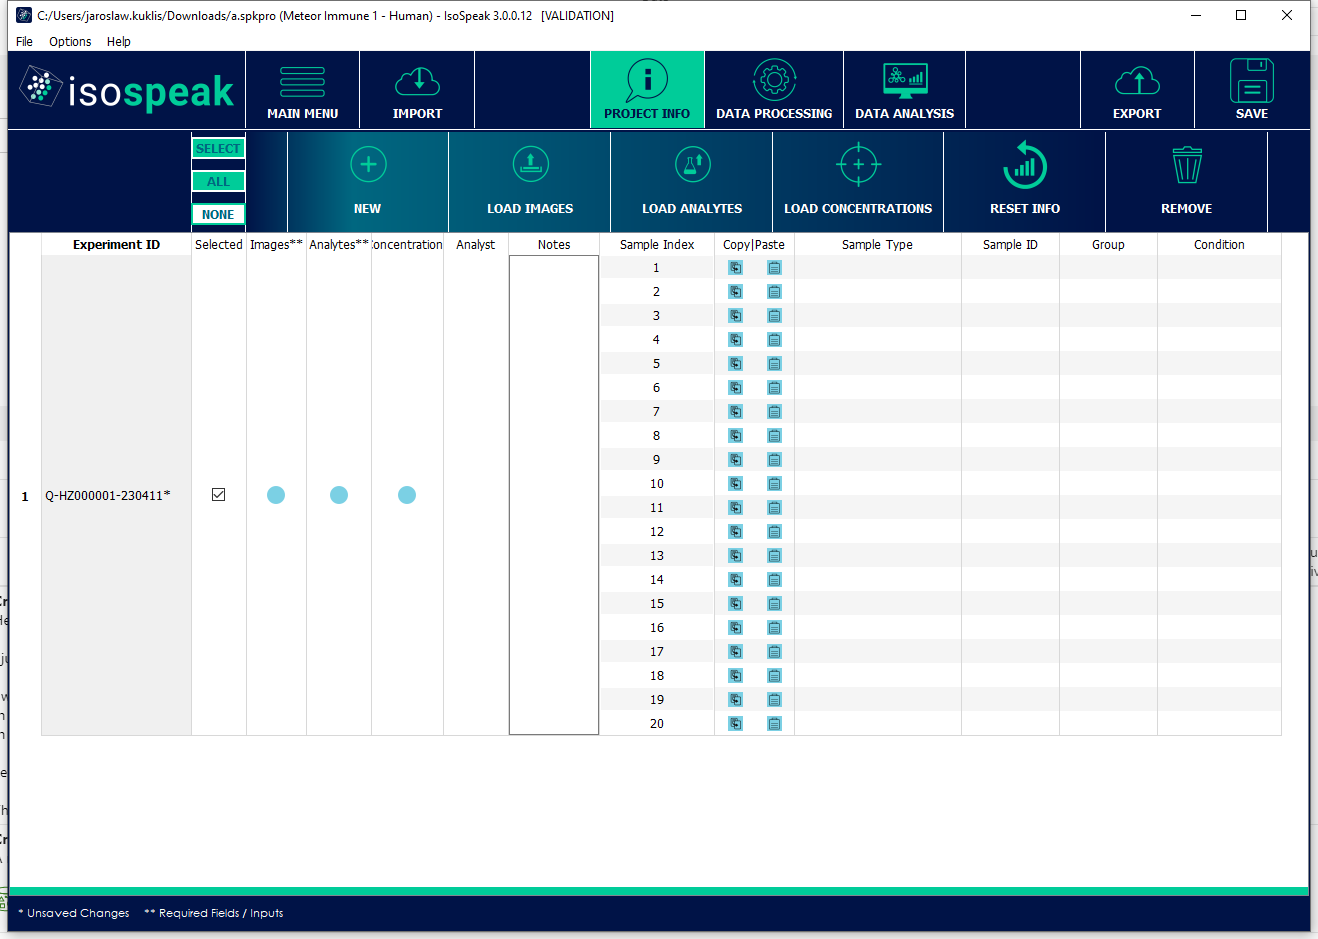 C:/Users/jaroslaw.kuklis/Downloads/a.spkpro (Meteor Immune 1 - Human) - IsoSpeak 3.0.0.12 [VALIDATION]
File Options Help
isospeak
MAIN MENU
IMPORT
PROJECT INFO
DATA PROCESSING
DATA ANALYSIS
EXPORT
SAVE
SELECT
ALL
NONE
NEW
LOAD IMAGES
LOAD ANALYTES
LOAD CONCENTRATIONS
RESET INFO
REMOVE
Experiment ID Selected Images** Analytes** concentration Analyst Notes Sample Index Copy|Paste Sample Type Sample ID Group Condition
1
2
3
4
5
6
7
8
9
10
1 Q-HZ000001-230411*
11
12
13
14
15
16
17
18
19
20
* Unsaved Changes ** Required Fields / Inputs